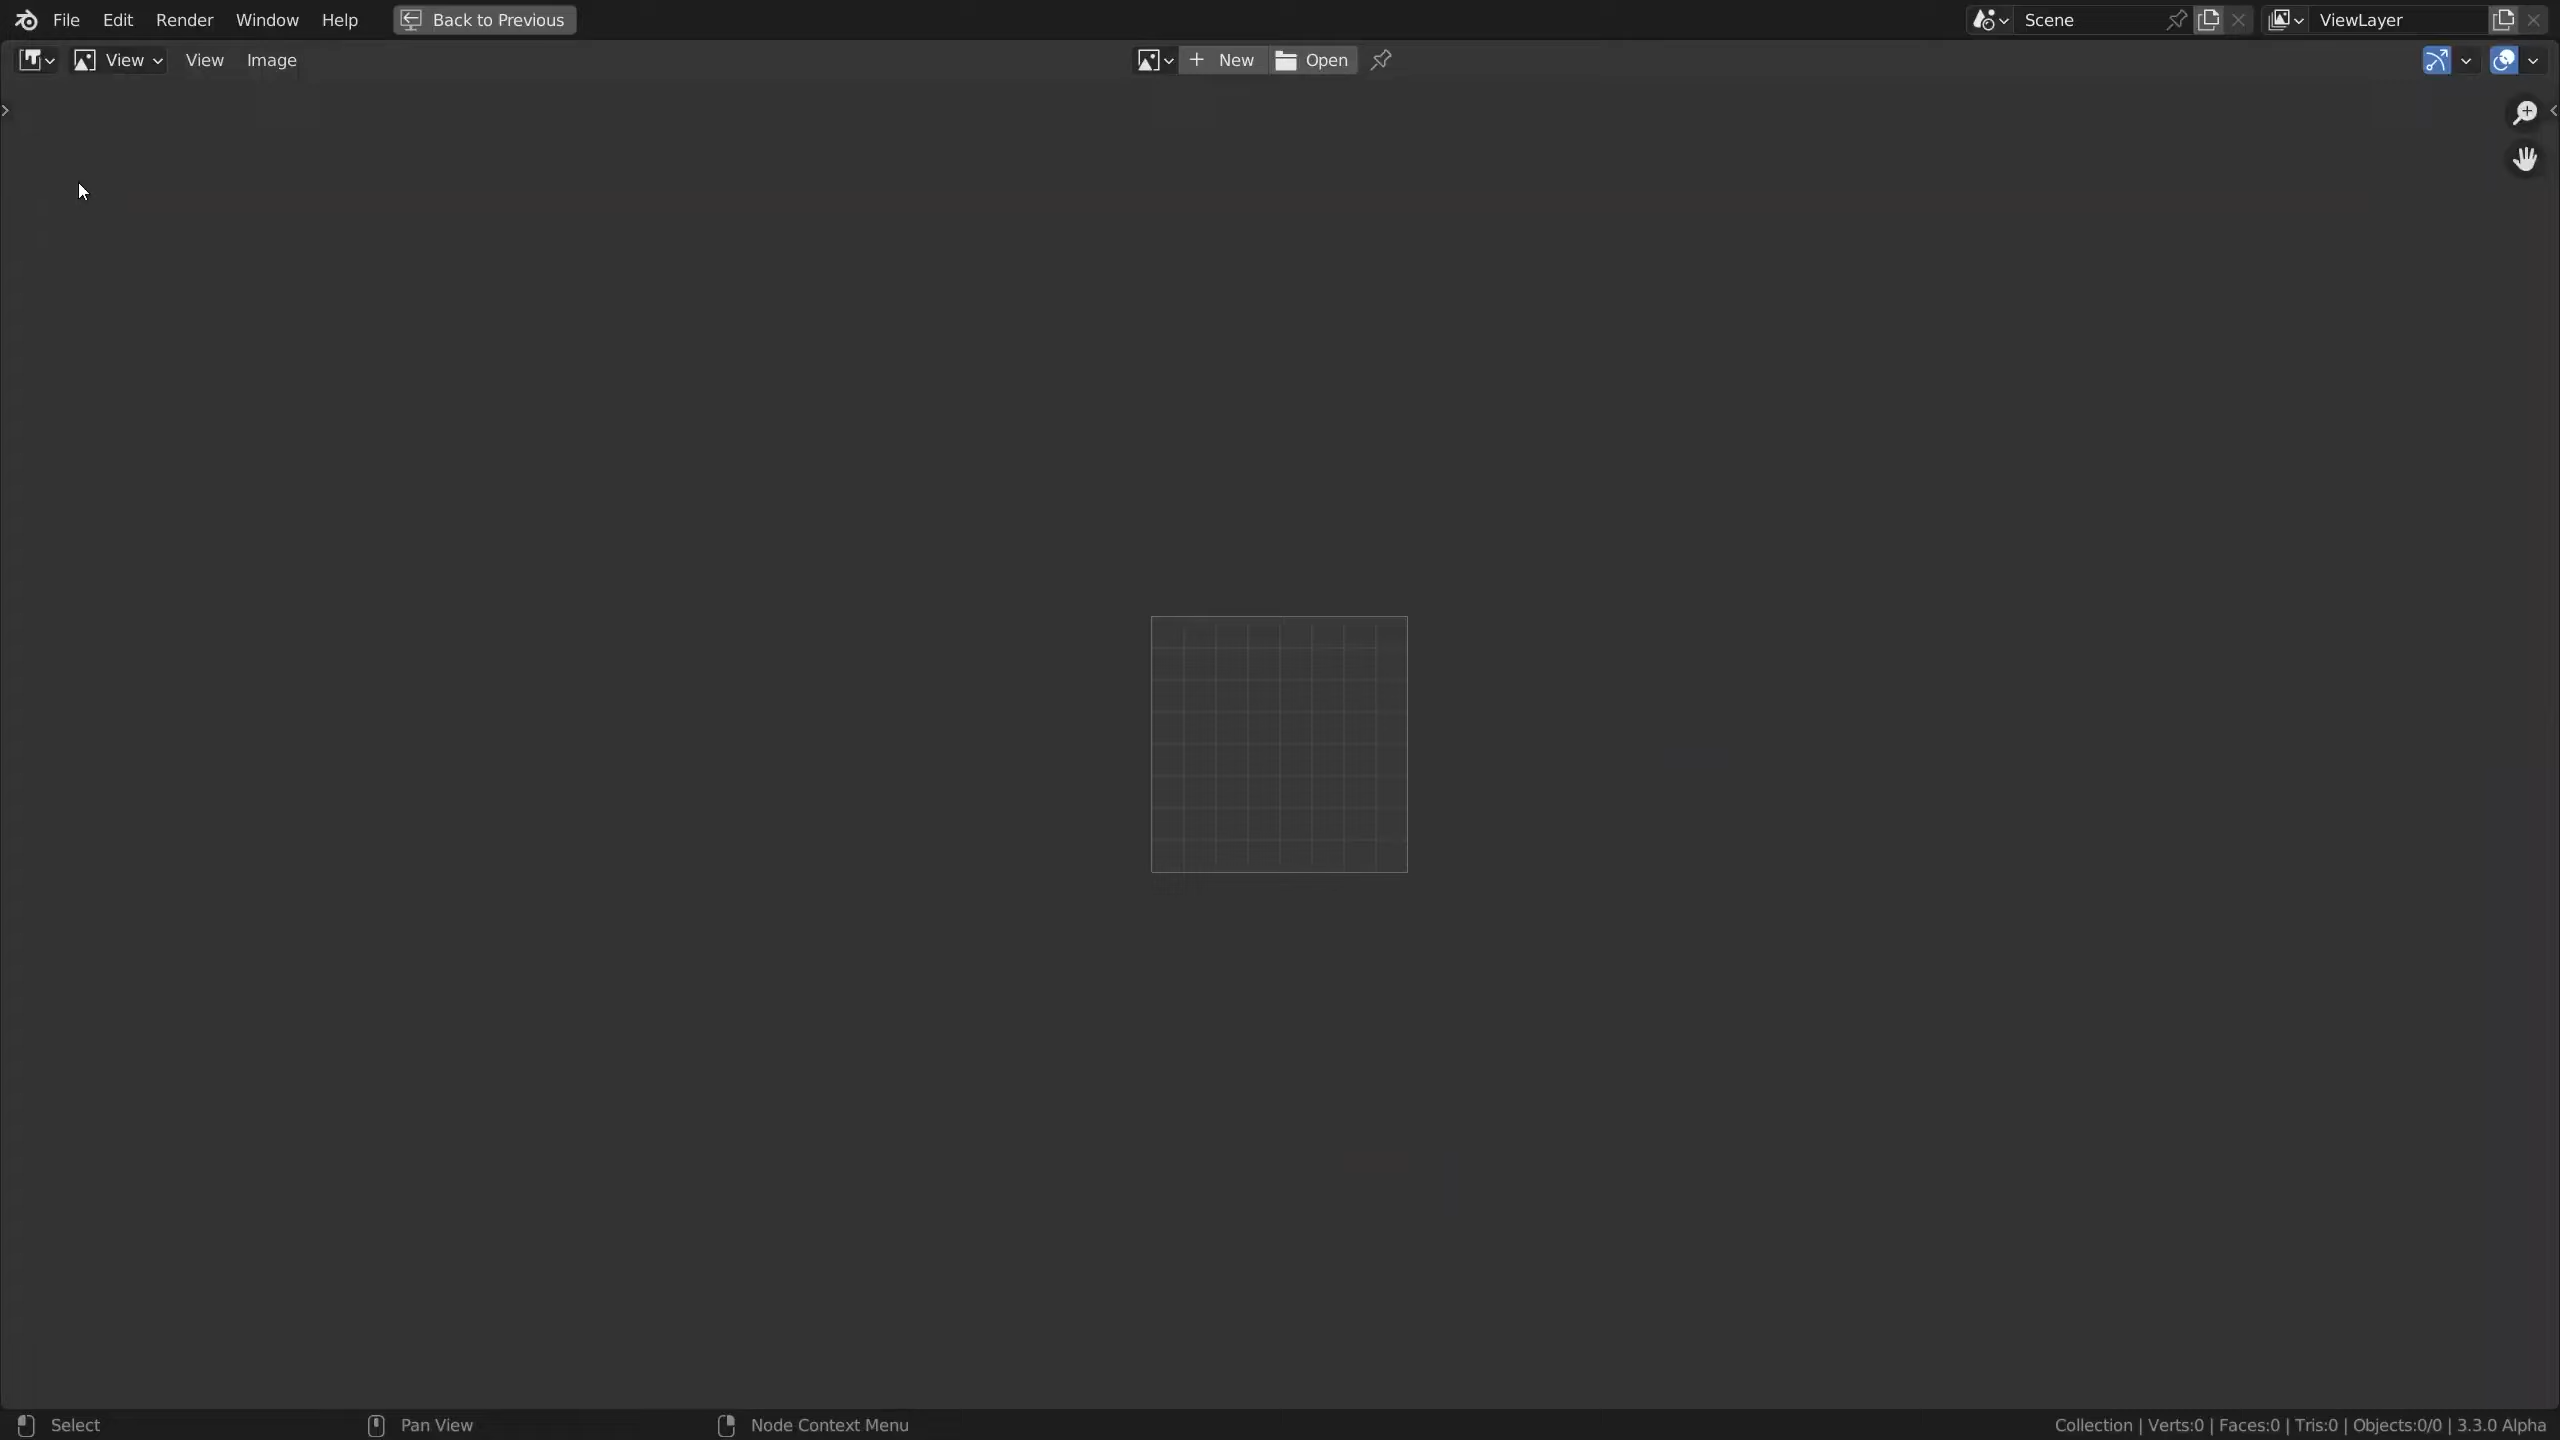 File Edit Render Window Help Back to Previous Scene ViewLayer
View View Image New Open
Select Pan View Node Context Menu Collection | Verts:0 | Faces:0 | Tris:0 | Objects:0/0 | 3.3.0 Alpha